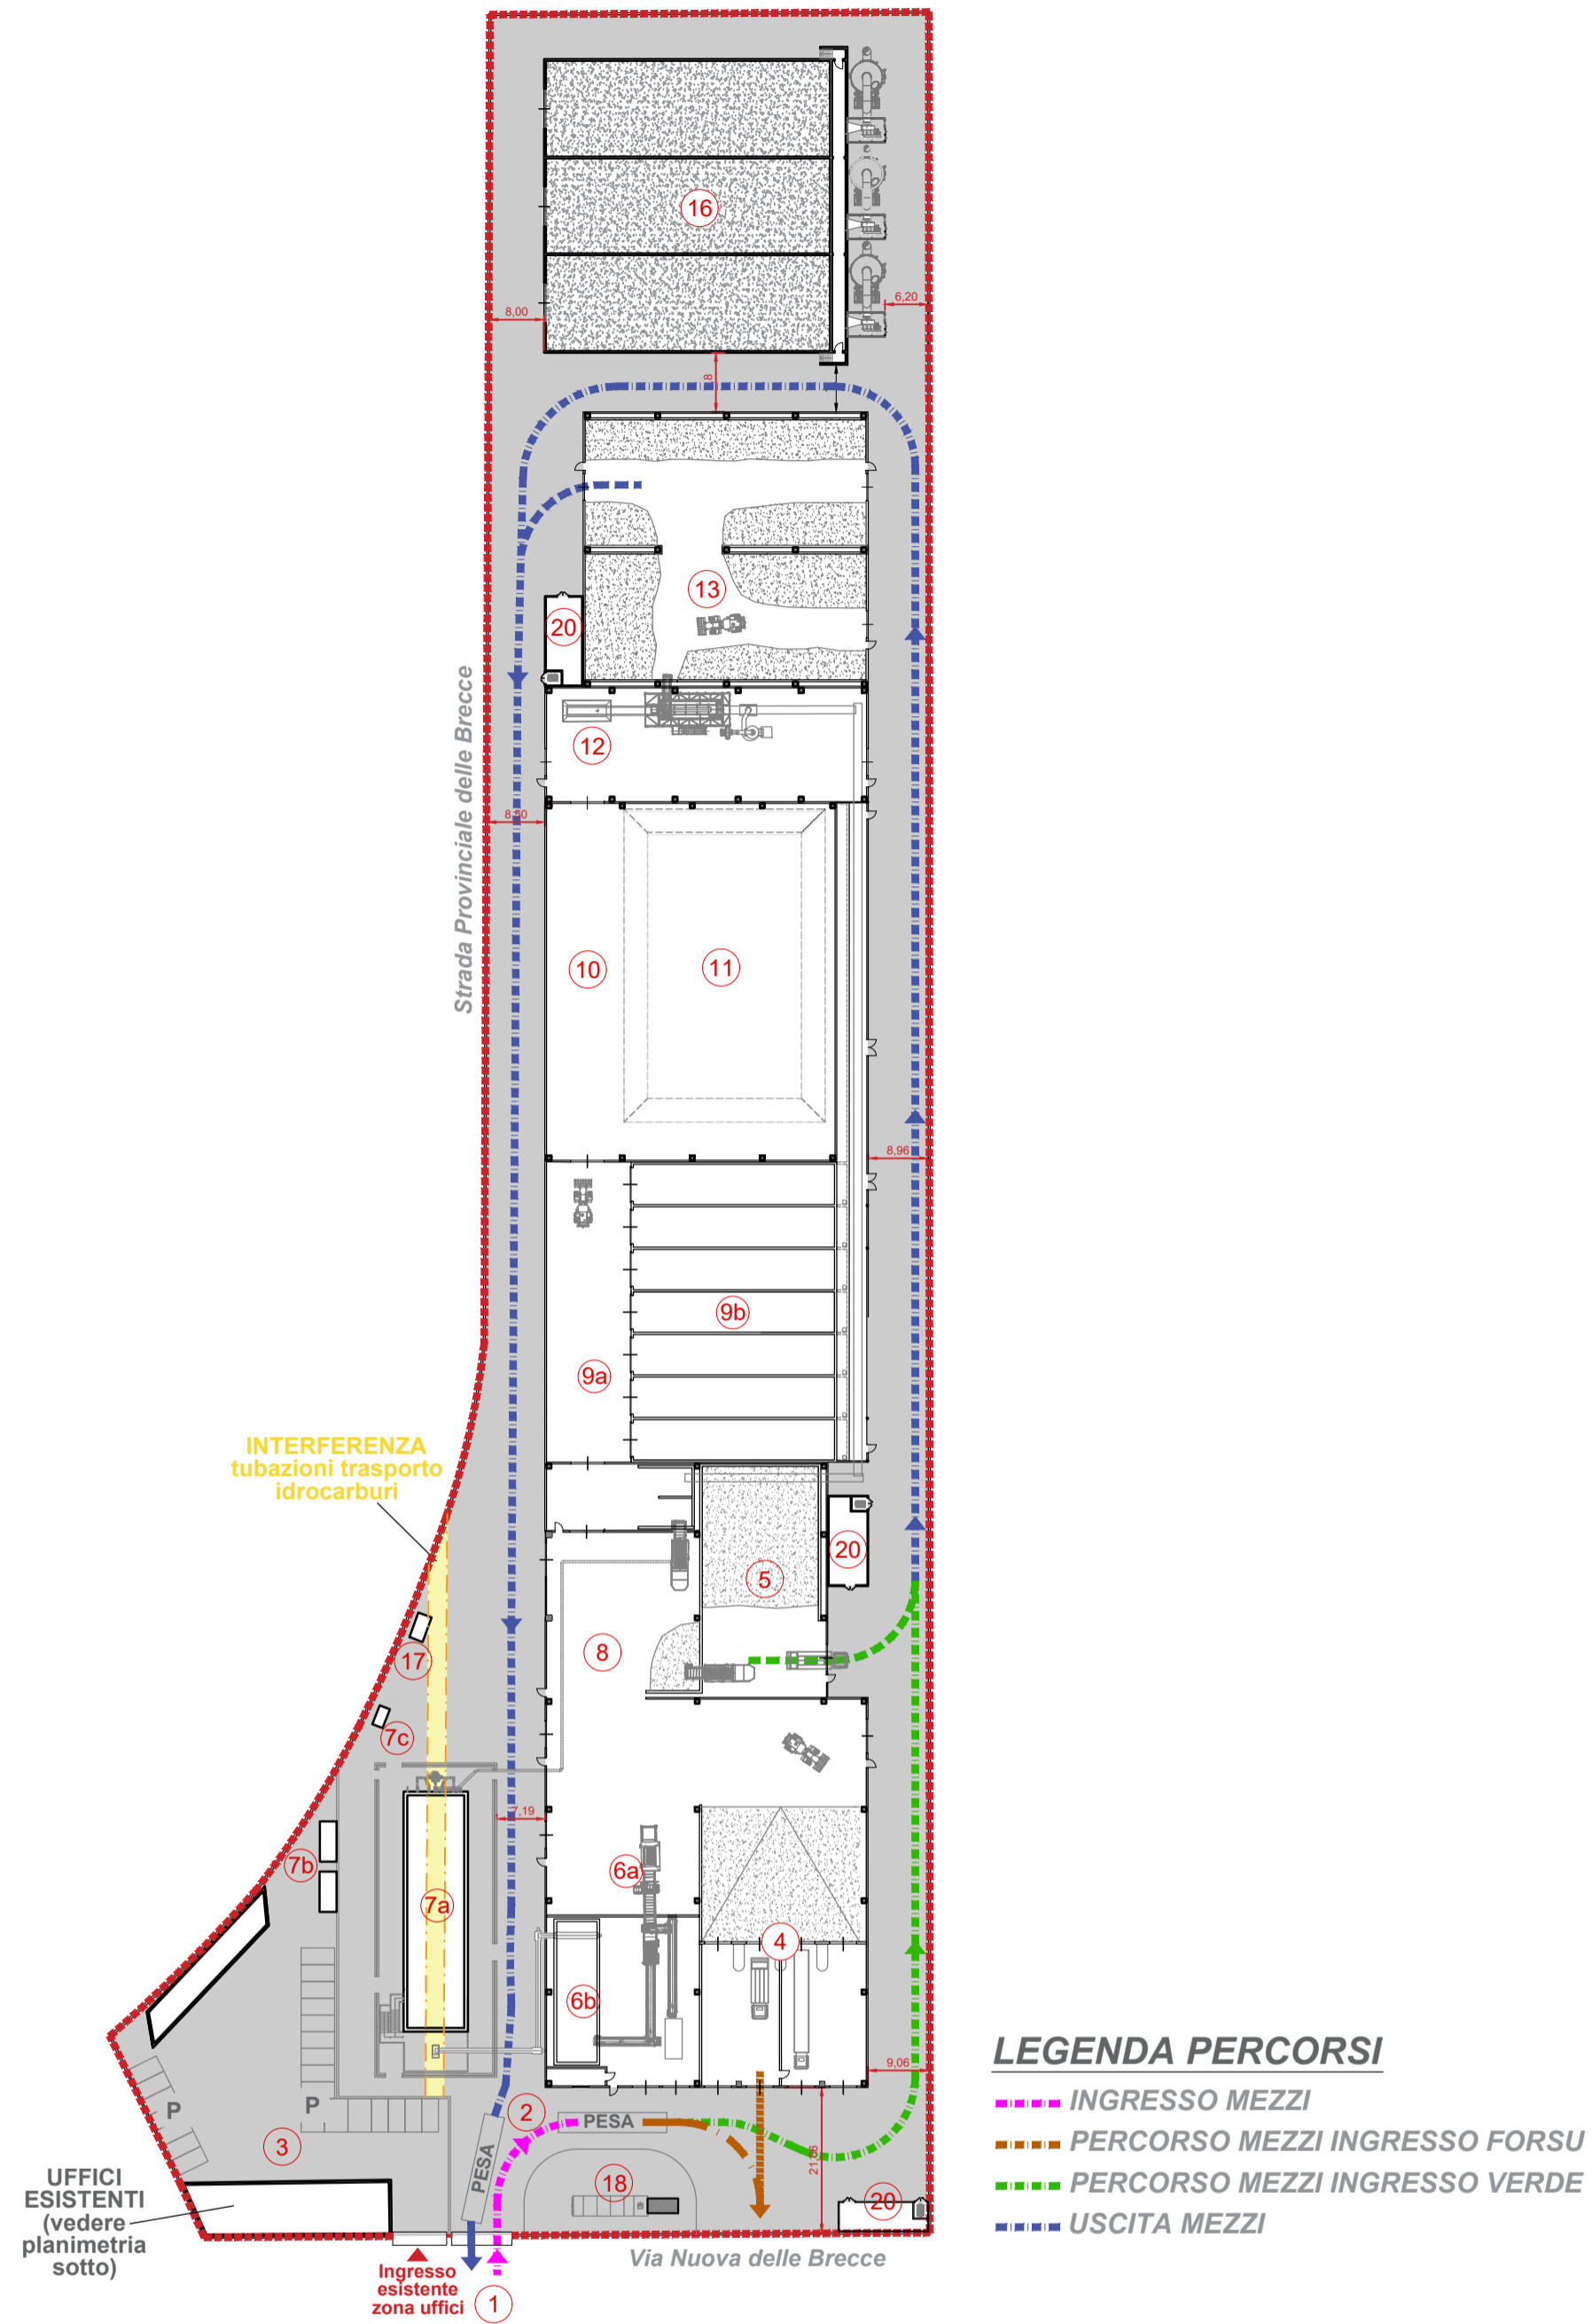 16
8,00
6,20
8
13
20
12
Strada Provinciale delle Brecce
8,50
10
11
8,96
9b
9a
INTERFERENZA
tubazioni trasporto
idrocarburi
5
20
8
17
7c
7,19
7b
6a
7a
4
6b
9,06
P
P
2
PESA
3
PESA
18
20
UFFICI
ESISTENTI
(vedere
planimetria
sotto)
Via Nuova delle Brecce
Ingresso
esistente
zona uffici
1
LEGENDA PERCORSI
INGRESSO MEZZI
PERCORSO MEZZI INGRESSO FORSU
PERCORSO MEZZI INGRESSO VERDE
USCITA MEZZI